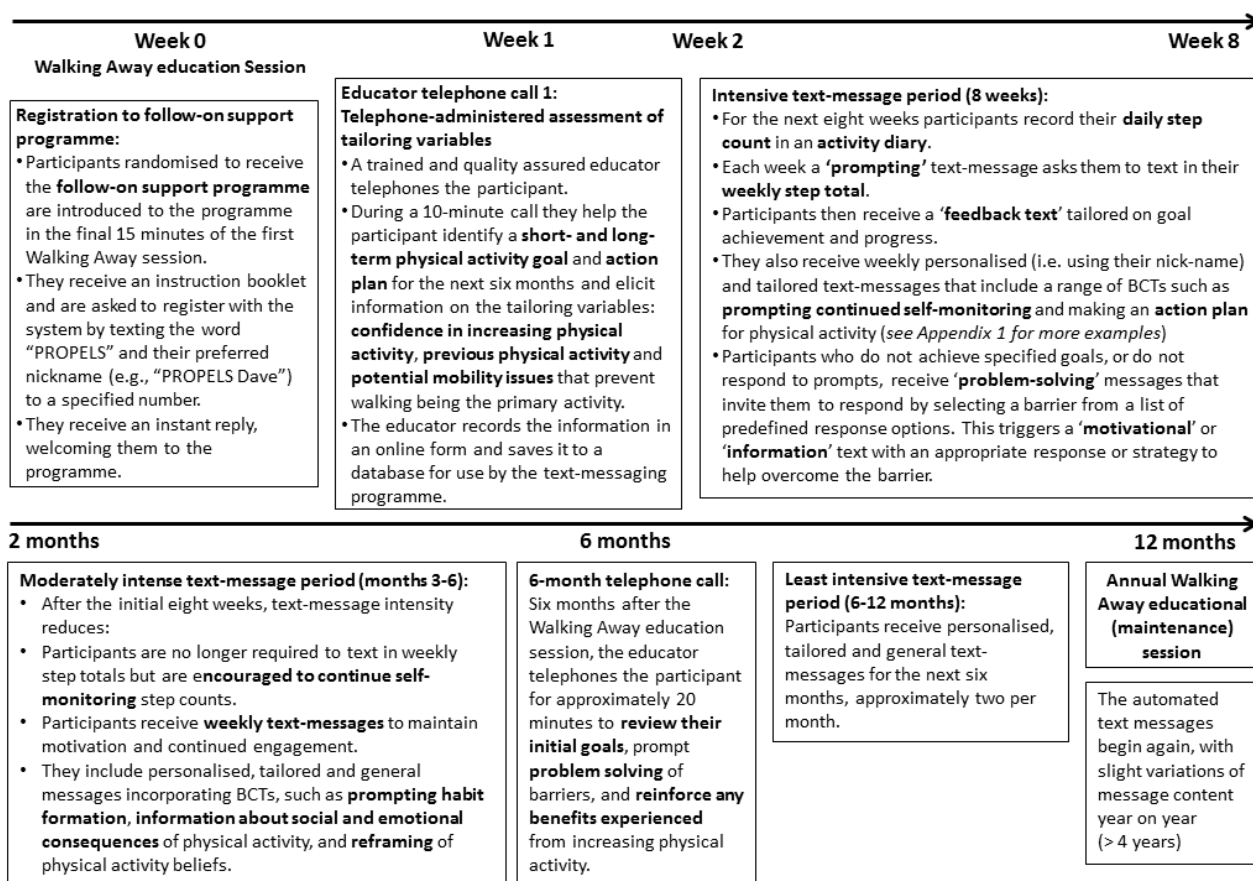 Week 0
Week 1
Week 2
Week 8
Walking Away education Session
Registration to follow-on support
programme:
• Participants randomised to receive
the follow-on support programme
are introduced to the programme
in the final 15 minutes of the first
Walking Away session.
• They receive an instruction booklet
and are asked to register with the
system by texting the word
“PROPELS” and their preferred
nickname (e.g., “PROPELS Dave”)
to a specified number.
• They receive an instant reply,
welcoming them to the
programme.
Educator telephone call 1:
Telephone-administered assessment of
tailoring variables
• A trained and quality assured educator
telephones the participant.
• During a 10-minute call they help the
participant identify a short- and long-
term physical activity goal and action
plan for the next six months and elicit
information on the tailoring variables:
confidence in increasing physical
activity, previous physical activity and
potential mobility issues that prevent
walking being the primary activity.
• The educator records the information in
an online form and saves it to a
database for use by the text-messaging
programme.
Intensive text-message period (8 weeks):
• For the next eight weeks participants record their daily step
count in an activity diary.
• Each week a ‘prompting’ text-message asks them to text in their
weekly step total.
• Participants then receive a ‘feedback text’ tailored on goal
achievement and progress.
• They also receive weekly personalised (i.e. using their nick-name)
and tailored text-messages that include a range of BCTs such as
prompting continued self-monitoring and making an action plan
for physical activity (see Appendix 1 for more examples)
• Participants who do not achieve specified goals, or do not
respond to prompts, receive ‘problem-solving’ messages that
invite them to respond by selecting a barrier from a list of
predefined response options. This triggers a ‘motivational’ or
‘information’ text with an appropriate response or strategy to
help overcome the barrier.
2 months
6 months
12 months
Moderately intense text-message period (months 3-6):
• After the initial eight weeks, text-message intensity
reduces:
• Participants are no longer required to text in weekly
step totals but are encouraged to continue self-
monitoring step counts.
• Participants receive weekly text-messages to maintain
motivation and continued engagement.
• They include personalised, tailored and general
messages incorporating BCTs, such as prompting habit
formation, information about social and emotional
consequences of physical activity, and reframing of
physical activity beliefs.
6-month telephone call:
Six months after the
Walking Away education
session, the educator
telephones the participant
for approximately 20
minutes to review their
initial goals, prompt
problem solving of
barriers, and reinforce any
benefits experienced
from increasing physical
activity.
Least intensive text-message
period (6-12 months):
Participants receive personalised,
tailored and general text-
messages for the next six
months, approximately two per
month.
Annual Walking
Away educational
(maintenance)
session
The automated
text messages
begin again, with
slight variations of
message content
year on year
(> 4 years)